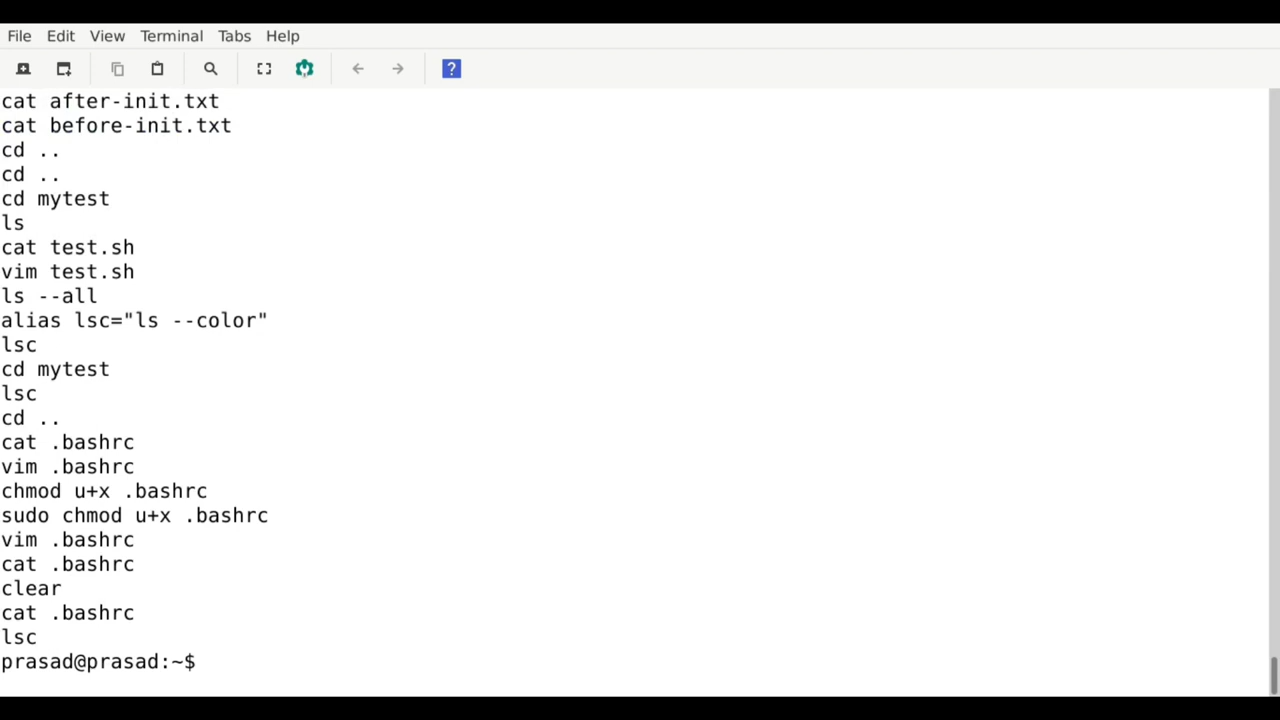 File Edit View Terminal Tabs Help
?
cat after-init.txt
cat before-init.txt
cd ..
cd ..
cd mytest
ls
cat test.sh
vim test.sh
ls --all
alias lsc="ls --color"
lsc
cd mytest
lsc
cd ..
cat .bashrc
vim .bashrc
chmod u+x .bashrc
sudo chmod u+x .bashrc
vim .bashrc
cat .bashrc
clear
cat .bashrc
lsc
prasad@prasad:~$